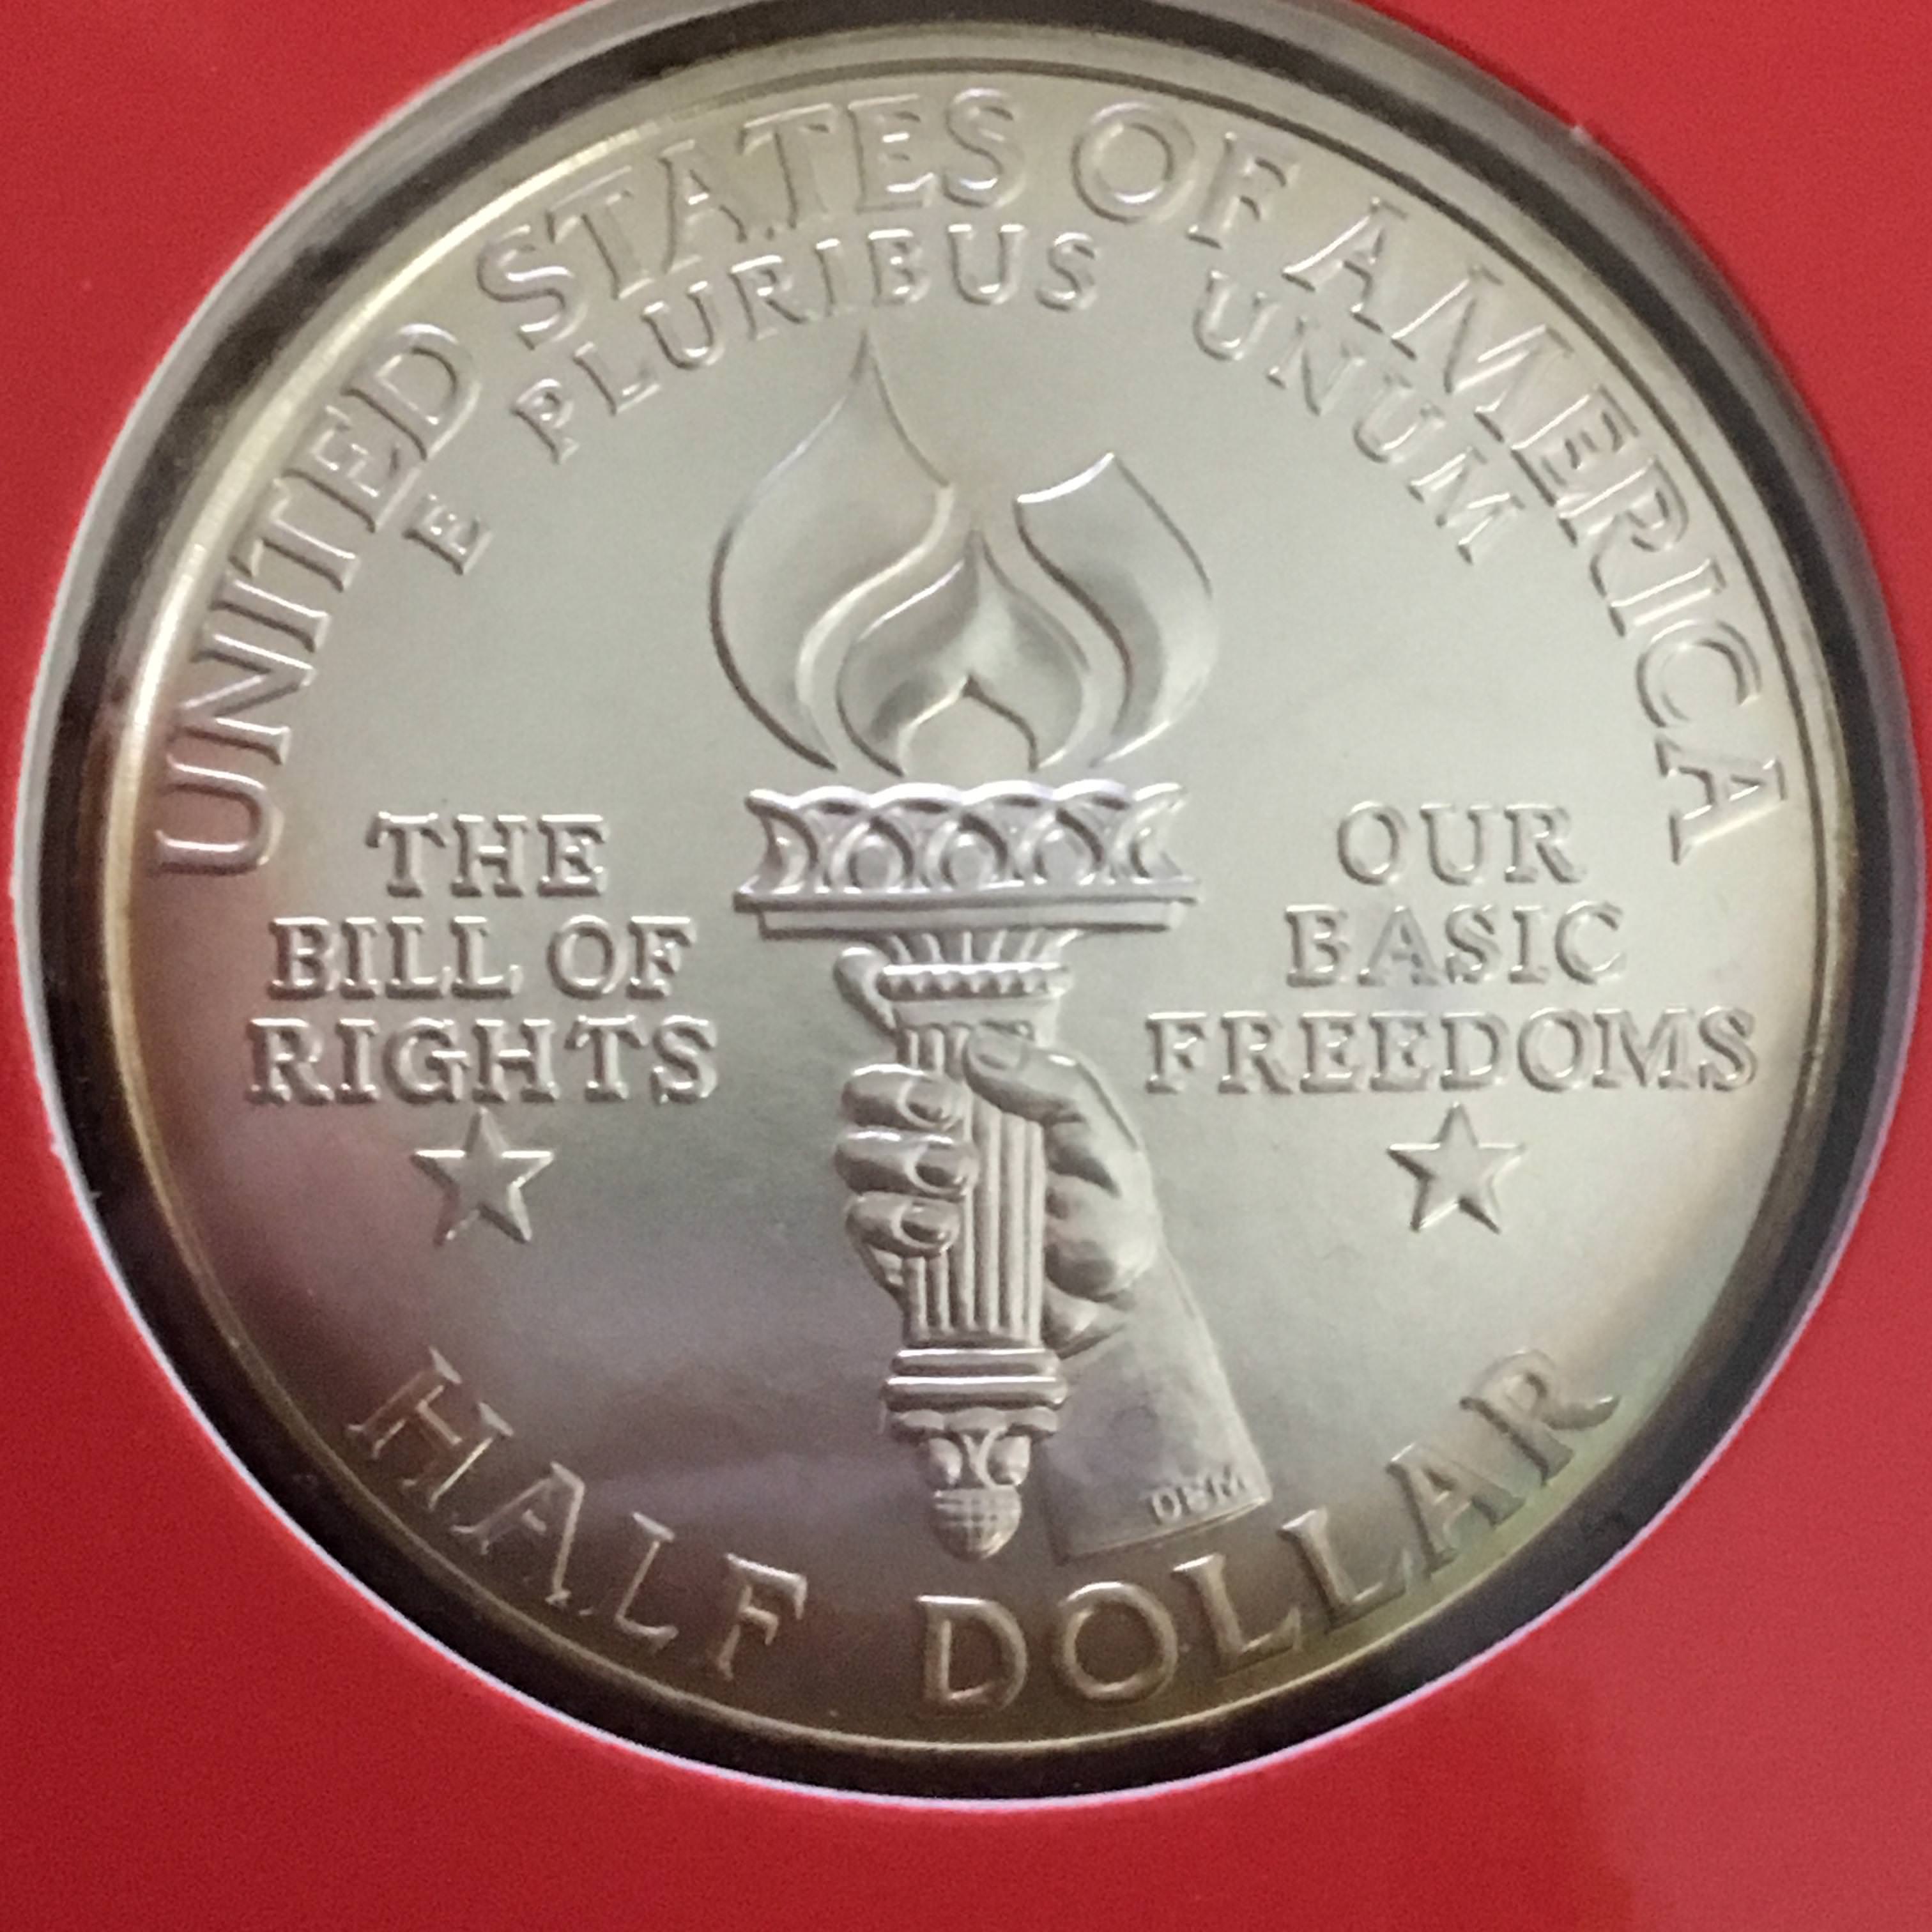 UNITED STATES OF AMERICA
E PLURIBUS UNUM
THE
BILL OF
RIGHTS
OUR
BASIC
FREEDOMS
HALF DOLLAR